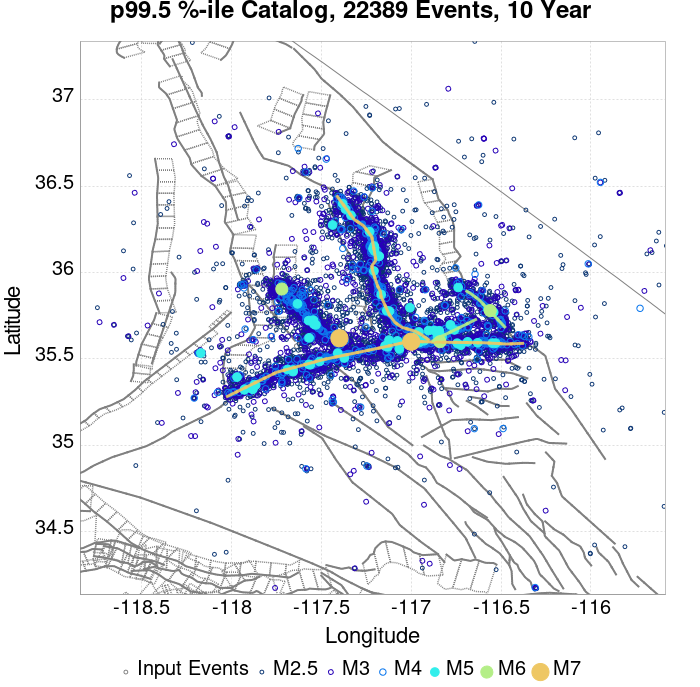 p99.5 %-ile Catalog, 22389 Events, 10 Year
37
36.5
36
35.5
35
34.5
Latitude
-118.5 -118 -117.5 -117 -116.5 -116
Longitude
Input Events M2.5 M3 M4 M5 M6 M7